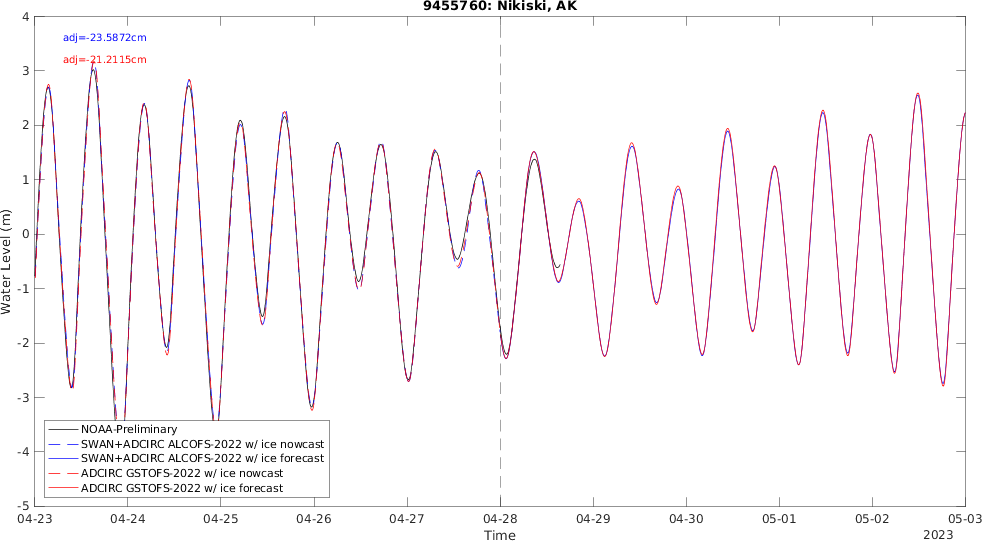 9455760: Nikiski, AK
adj=-23.5872cm
adj=-21.2115cm
4
3
2
1
0
-1
-2
-3
-4
-5
Water Level (m)
NOAA-Preliminary
SWAN+ADCIRC ALCOFS-2022 w/ ice nowcast
SWAN+ADCIRC ALCOFS-2022 w/ ice forecast
ADCIRC GSTOFS-2022 w/ ice nowcast
ADCIRC GSTOFS-2022 w/ ice forecast
04-23 04-24 04-25 04-26 04-27 04-28 04-29 04-30 05-01 05-02 05-03
Time
2023